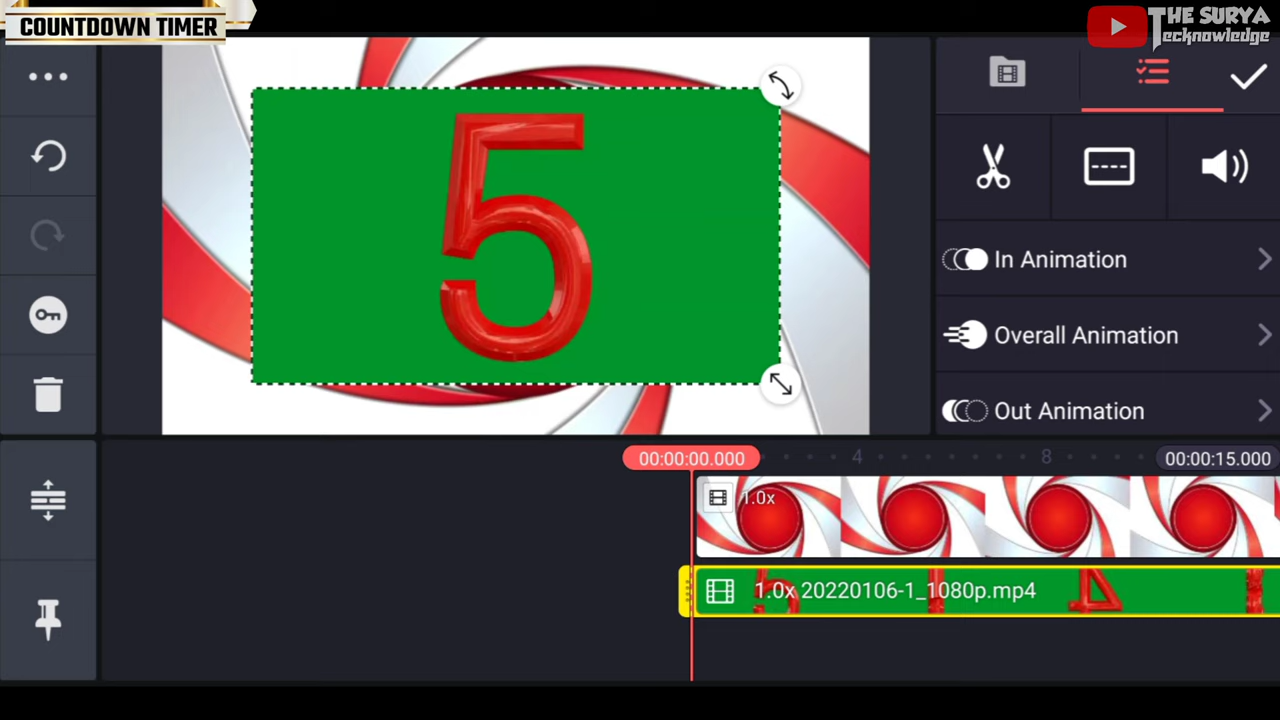 COUNTDOWN TIMER
THE SURYA
Tecknowledge
5
In Animation
Overall Animation
Out Animation
00:00:00.000
4
8
00:00:15.000
1.0x
1.0x 20220106-1_1080p.mp4